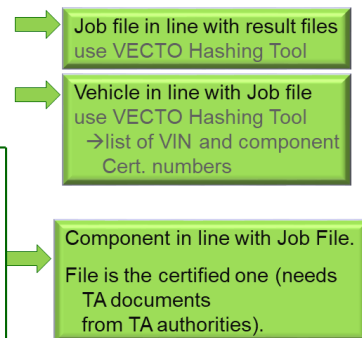 Job file in line with result files
use VECTO Hashing Tool
Vehicle in line with Job file
use VECTO Hashing Tool
→list of VIN and component
Cert. numbers
Component in line with Job File.
File is the certified one (needs
TA documents
from TA authorities).